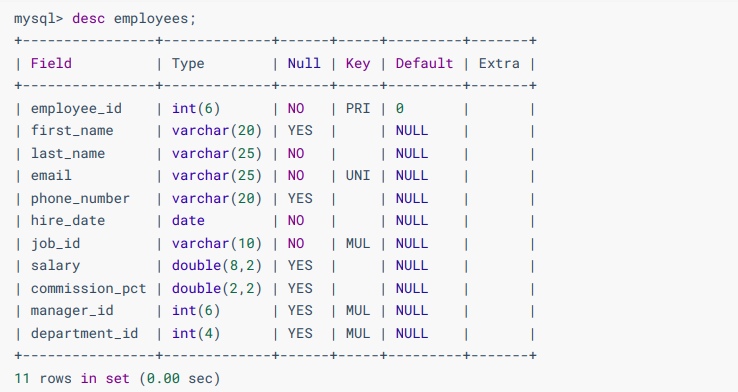 mysql> desc employees;
+----------------+-------------+------+-----+---------+-------+
| Field          | Type        | Null | Key | Default | Extra |
+----------------+-------------+------+-----+---------+-------+
| employee_id    | int(6)      | NO   | PRI | 0       |       |
| first_name     | varchar(20) | YES  |     | NULL    |       |
| last_name      | varchar(25) | NO   |     | NULL    |       |
| email          | varchar(25) | NO   | UNI | NULL    |       |
| phone_number   | varchar(20) | YES  |     | NULL    |       |
| hire_date      | date        | NO   |     | NULL    |       |
| job_id         | varchar(10) | NO   | MUL | NULL    |       |
| salary         | double(8,2) | YES  |     | NULL    |       |
| commission_pct | double(2,2) | YES  |     | NULL    |       |
| manager_id     | int(6)      | YES  | MUL | NULL    |       |
| department_id  | int(4)      | YES  | MUL | NULL    |       |
+----------------+-------------+------+-----+---------+-------+
11 rows in set (0.00 sec)